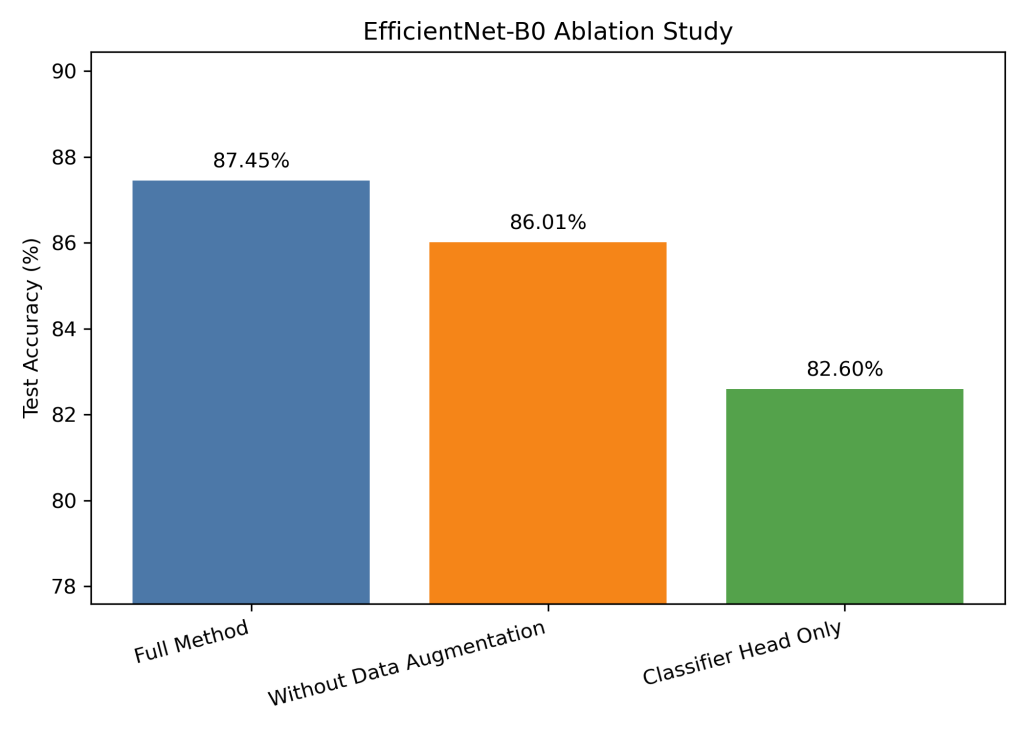 EfficientNet-B0 Ablation Study
Test Accuracy (%)
90
88
86
84
82
80
78
87.45%
86.01%
82.60%
Full Method
Without Data Augmentation
Classifier Head Only